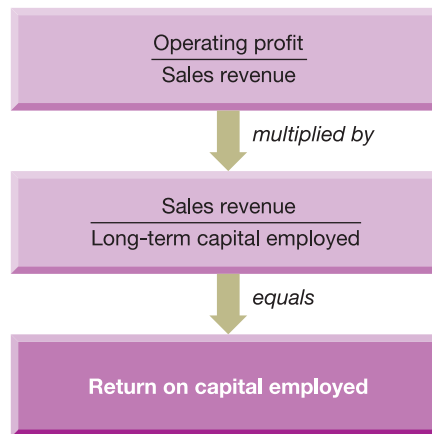 Operating profit
Sales revenue
multiplied by
Sales revenue
Long-term capital employed
equals
Return on capital employed